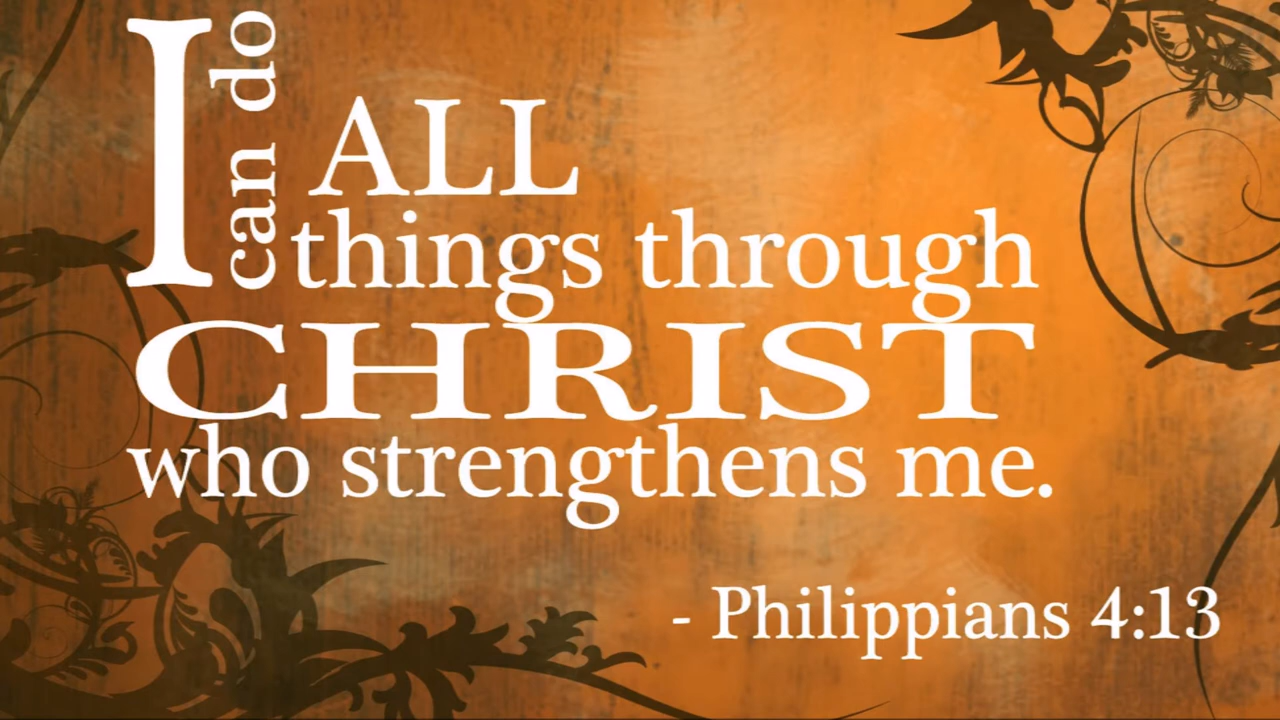 I can do ALL
things through
CHRIST
who strengthens me.
- Philippians 4:13